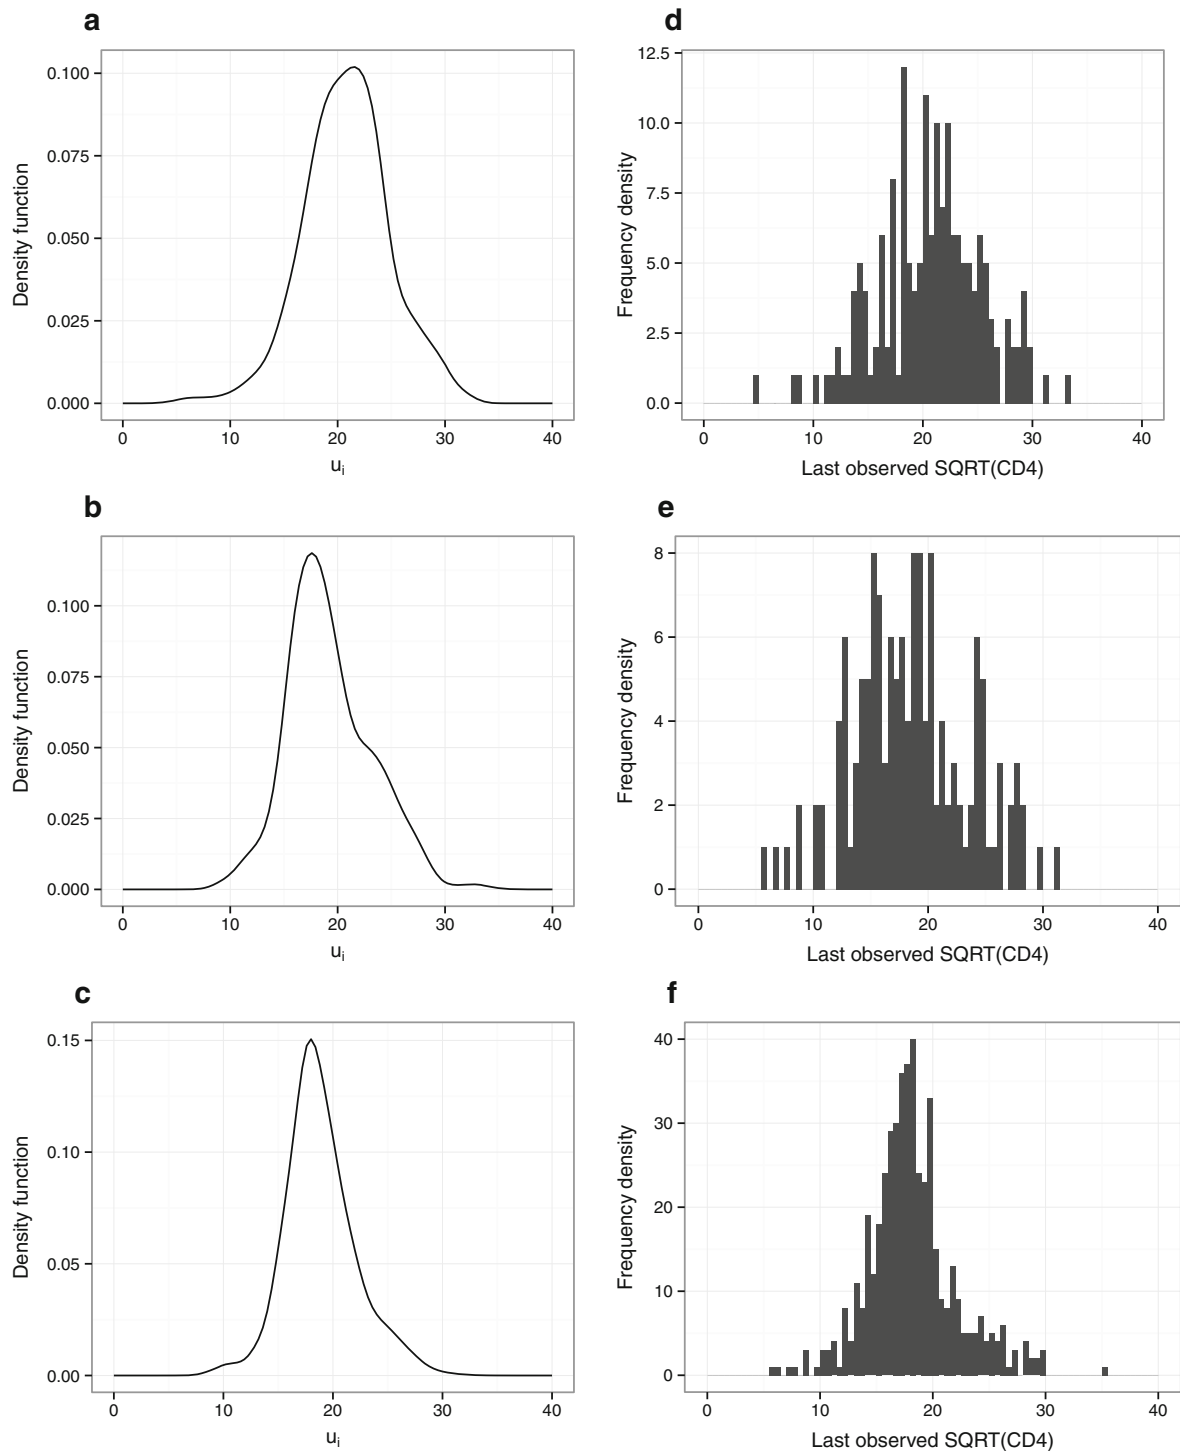 a
0.100
0.075
0.050
0.025
0.000
Density function
0 10 20 30 40
u_i
d
12.5
10.0
7.5
5.0
2.5
0.0
Frequency density
0 10 20 30 40
Last observed SQRT(CD4)
b
0.100
0.075
0.050
0.025
0.000
Density function
0 10 20 30 40
u_i
e
8
6
4
2
0
Frequency density
0 10 20 30 40
Last observed SQRT(CD4)
c
0.15
0.10
0.05
0.00
Density function
0 10 20 30 40
u_i
f
40
30
20
10
0
Frequency density
0 10 20 30 40
Last observed SQRT(CD4)